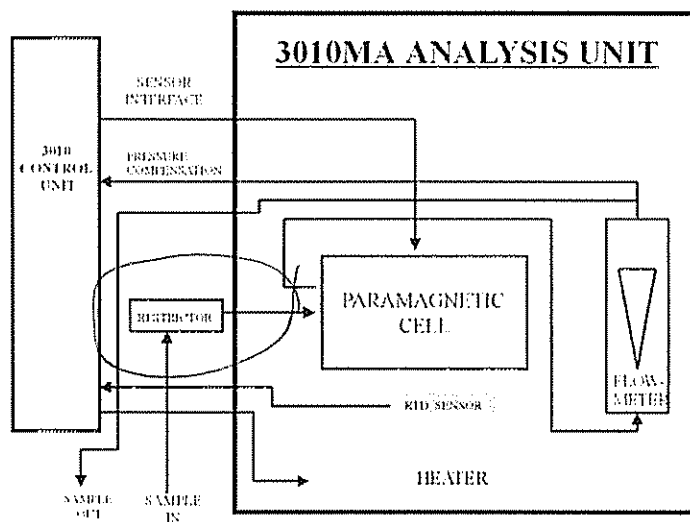 3010MA ANALYSIS UNIT
SENSOR
INTERFACE
3010
CONTROL
UNIT
PRESSURE
COMPENSATION
RESTRICTOR
PARAMAGNETIC
CELL
FLOW-
METER
RTD SENSOR
HEATER
SAMPLE
OUT
SAMPLE
IN